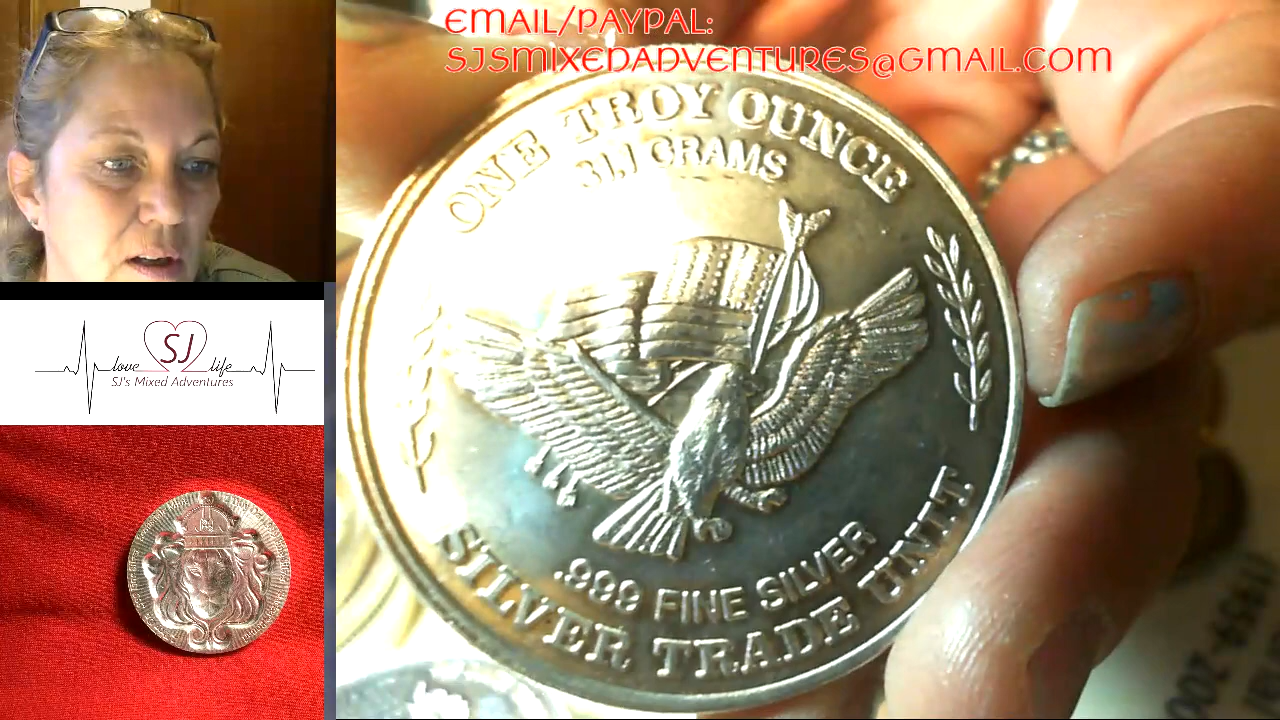 EMAIL/PAYPAL:
SJSMIXEDADVENTURES@GMAIL.COM
ONE TROY OUNCE
31.1 GRAMS
.999 FINE SILVER
SILVER TRADE UNIT
SJ
love life
SJ's Mixed Adventures